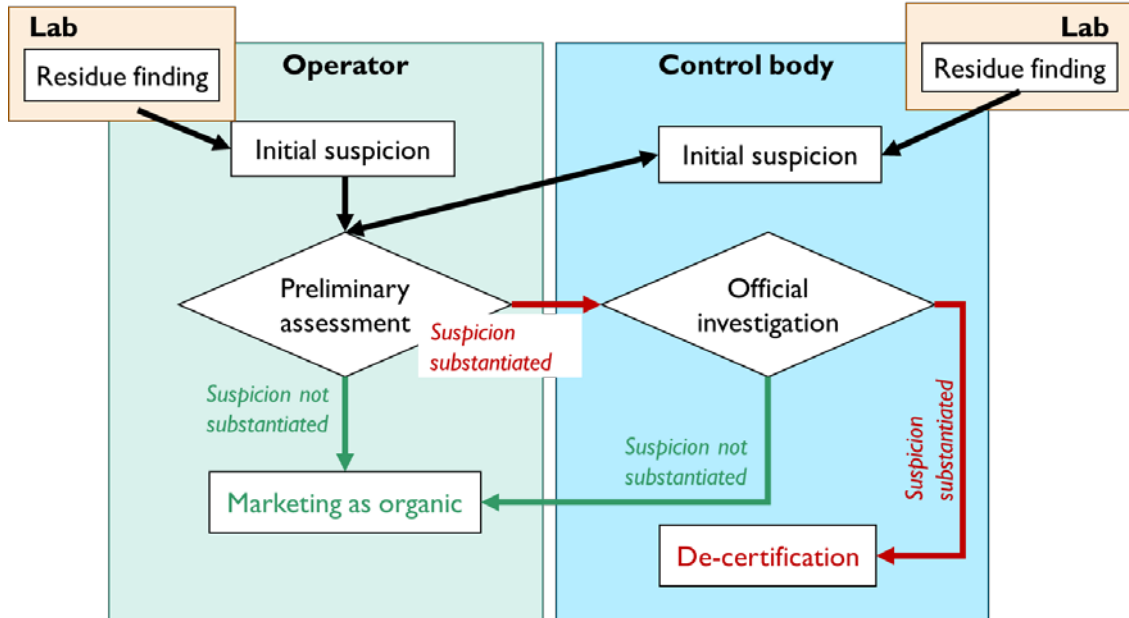 Lab
Residue finding
Lab
Residue finding
Operator
Control body
Initial suspicion
Initial suspicion
Preliminary
assessment
Suspicion
substantiated
Official
investigation
Suspicion not
substantiated
Suspicion not
substantiated
Suspicion
substantiated
Marketing as organic
De-certification